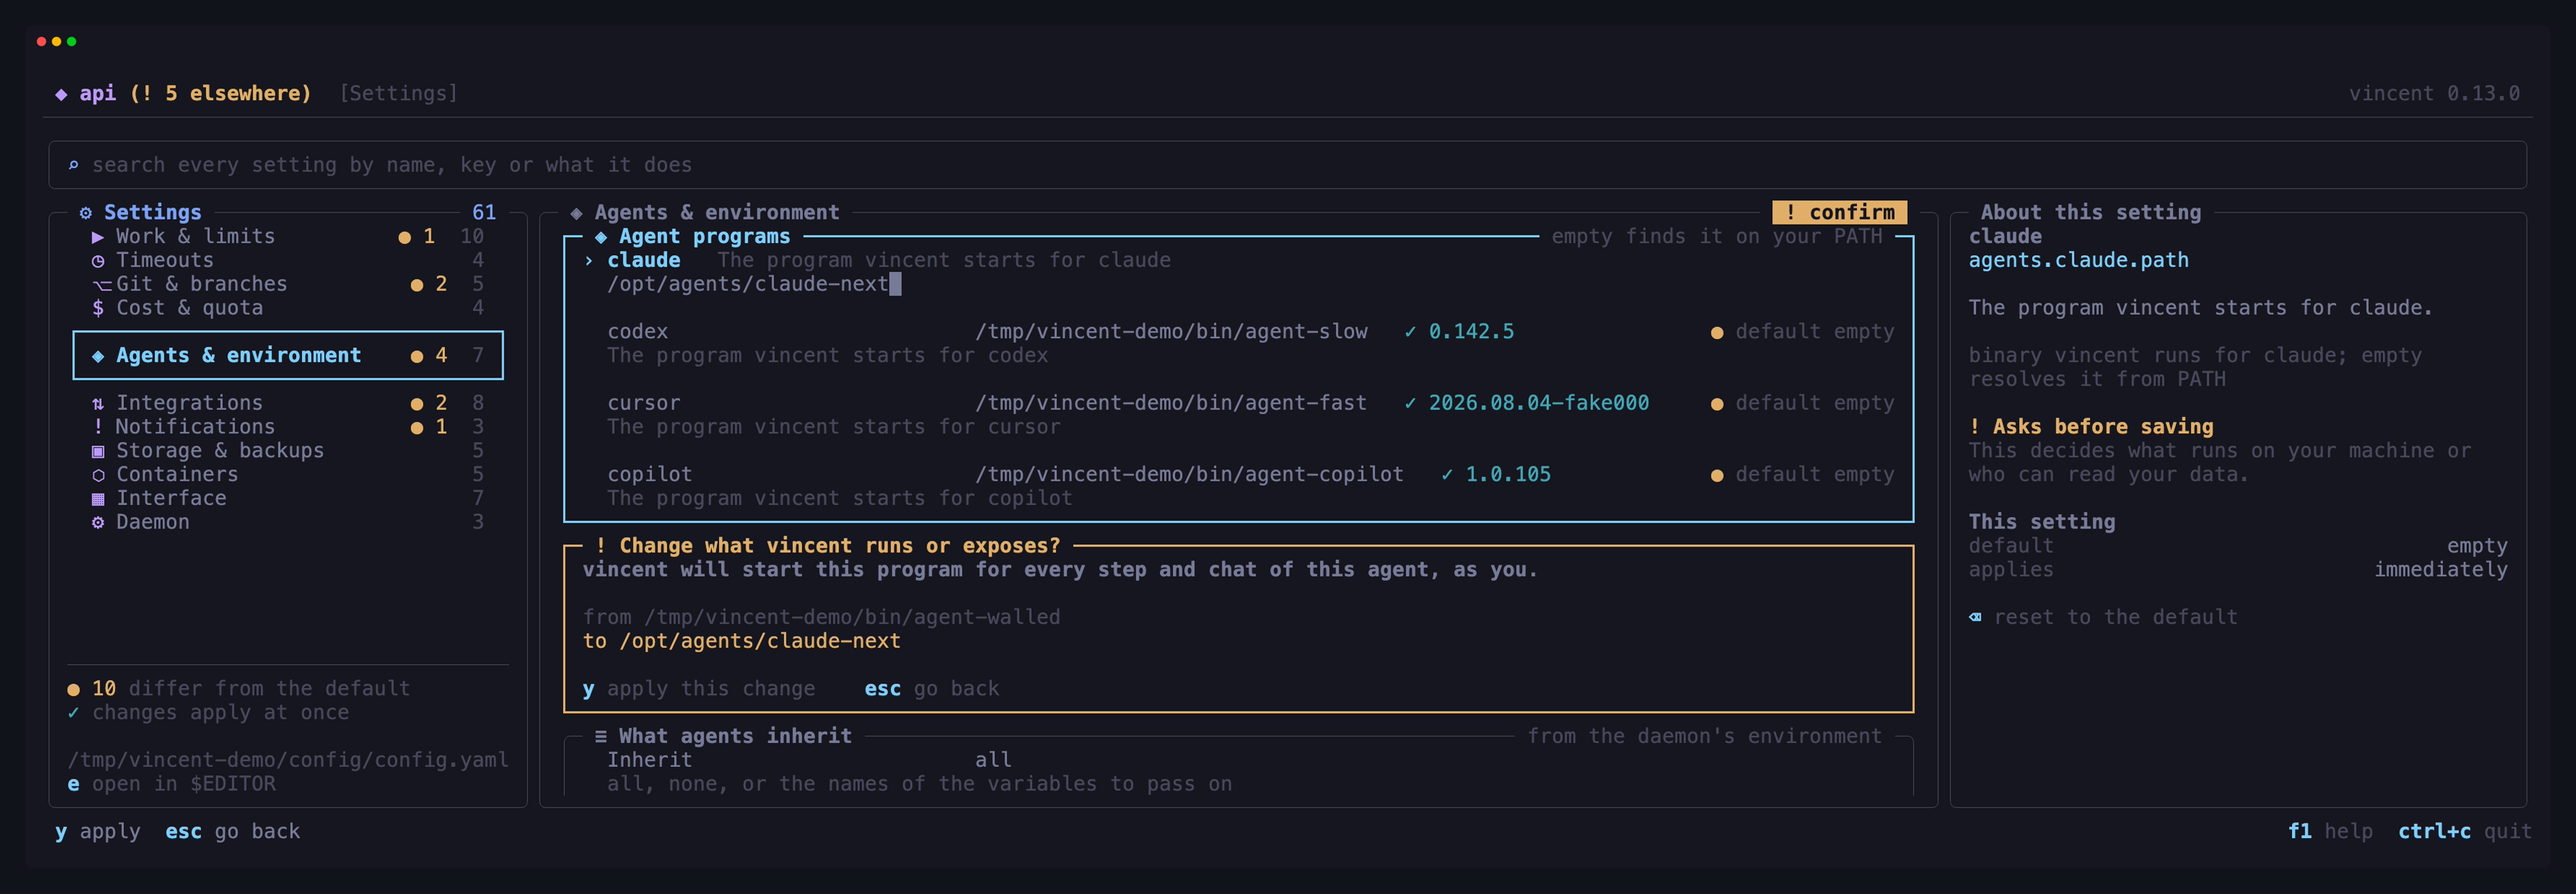 ◆ api (! 5 elsewhere) [Settings] vincent 0.13.0
⌕ search every setting by name, key or what it does
⚙ Settings 61
▶ Work & limits ● 1 10
◷ Timeouts 4
⌥ Git & branches ● 2 5
$ Cost & quota 4
◈ Agents & environment ● 4 7
⇅ Integrations ● 2 8
! Notifications ● 1 3
▣ Storage & backups 5
⬡ Containers 5
▦ Interface 7
⚙ Daemon 3
● 10 differ from the default
✓ changes apply at once
/tmp/vincent-demo/config/config.yaml
e open in $EDITOR
◈ Agents & environment ! confirm
◈ Agent programs empty finds it on your PATH
› claude The program vincent starts for claude
/opt/agents/claude-next
codex /tmp/vincent-demo/bin/agent-slow ✓ 0.142.5 ● default empty
The program vincent starts for codex
cursor /tmp/vincent-demo/bin/agent-fast ✓ 2026.08.04-fake000 ● default empty
The program vincent starts for cursor
copilot /tmp/vincent-demo/bin/agent-copilot ✓ 1.0.105 ● default empty
The program vincent starts for copilot
! Change what vincent runs or exposes?
vincent will start this program for every step and chat of this agent, as you.
from /tmp/vincent-demo/bin/agent-walled
to /opt/agents/claude-next
y apply this change esc go back
≡ What agents inherit from the daemon's environment
Inherit all
all, none, or the names of the variables to pass on
About this setting
claude
agents.claude.path
The program vincent starts for claude.
binary vincent runs for claude; empty
resolves it from PATH
! Asks before saving
This decides what runs on your machine or
who can read your data.
This setting
default empty
applies immediately
⌫ reset to the default
y apply esc go back f1 help ctrl+c quit